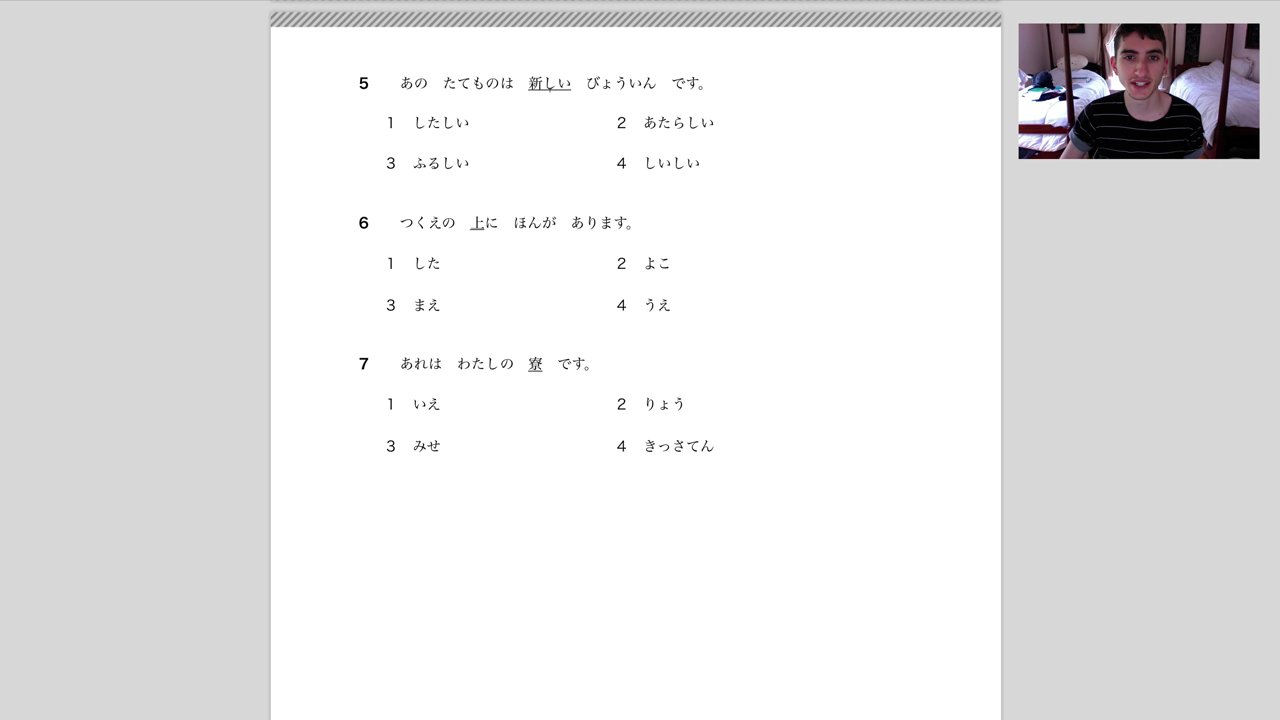 5 あの たてものは 新しい びょういん です。
1 したしい 2 あたらしい
3 ふるしい 4 しいしい
6 つくえの 上に ほんが あります。
1 した 2 よこ
3 まえ 4 うえ
7 あれは わたしの 寮 です。
1 いえ 2 りょう
3 みせ 4 きっさてん